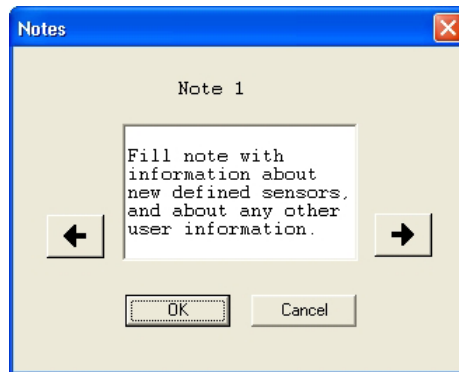 Notes
Note 1
Fill note with
information about
new defined sensors,
and about any other
user information.
OK
Cancel